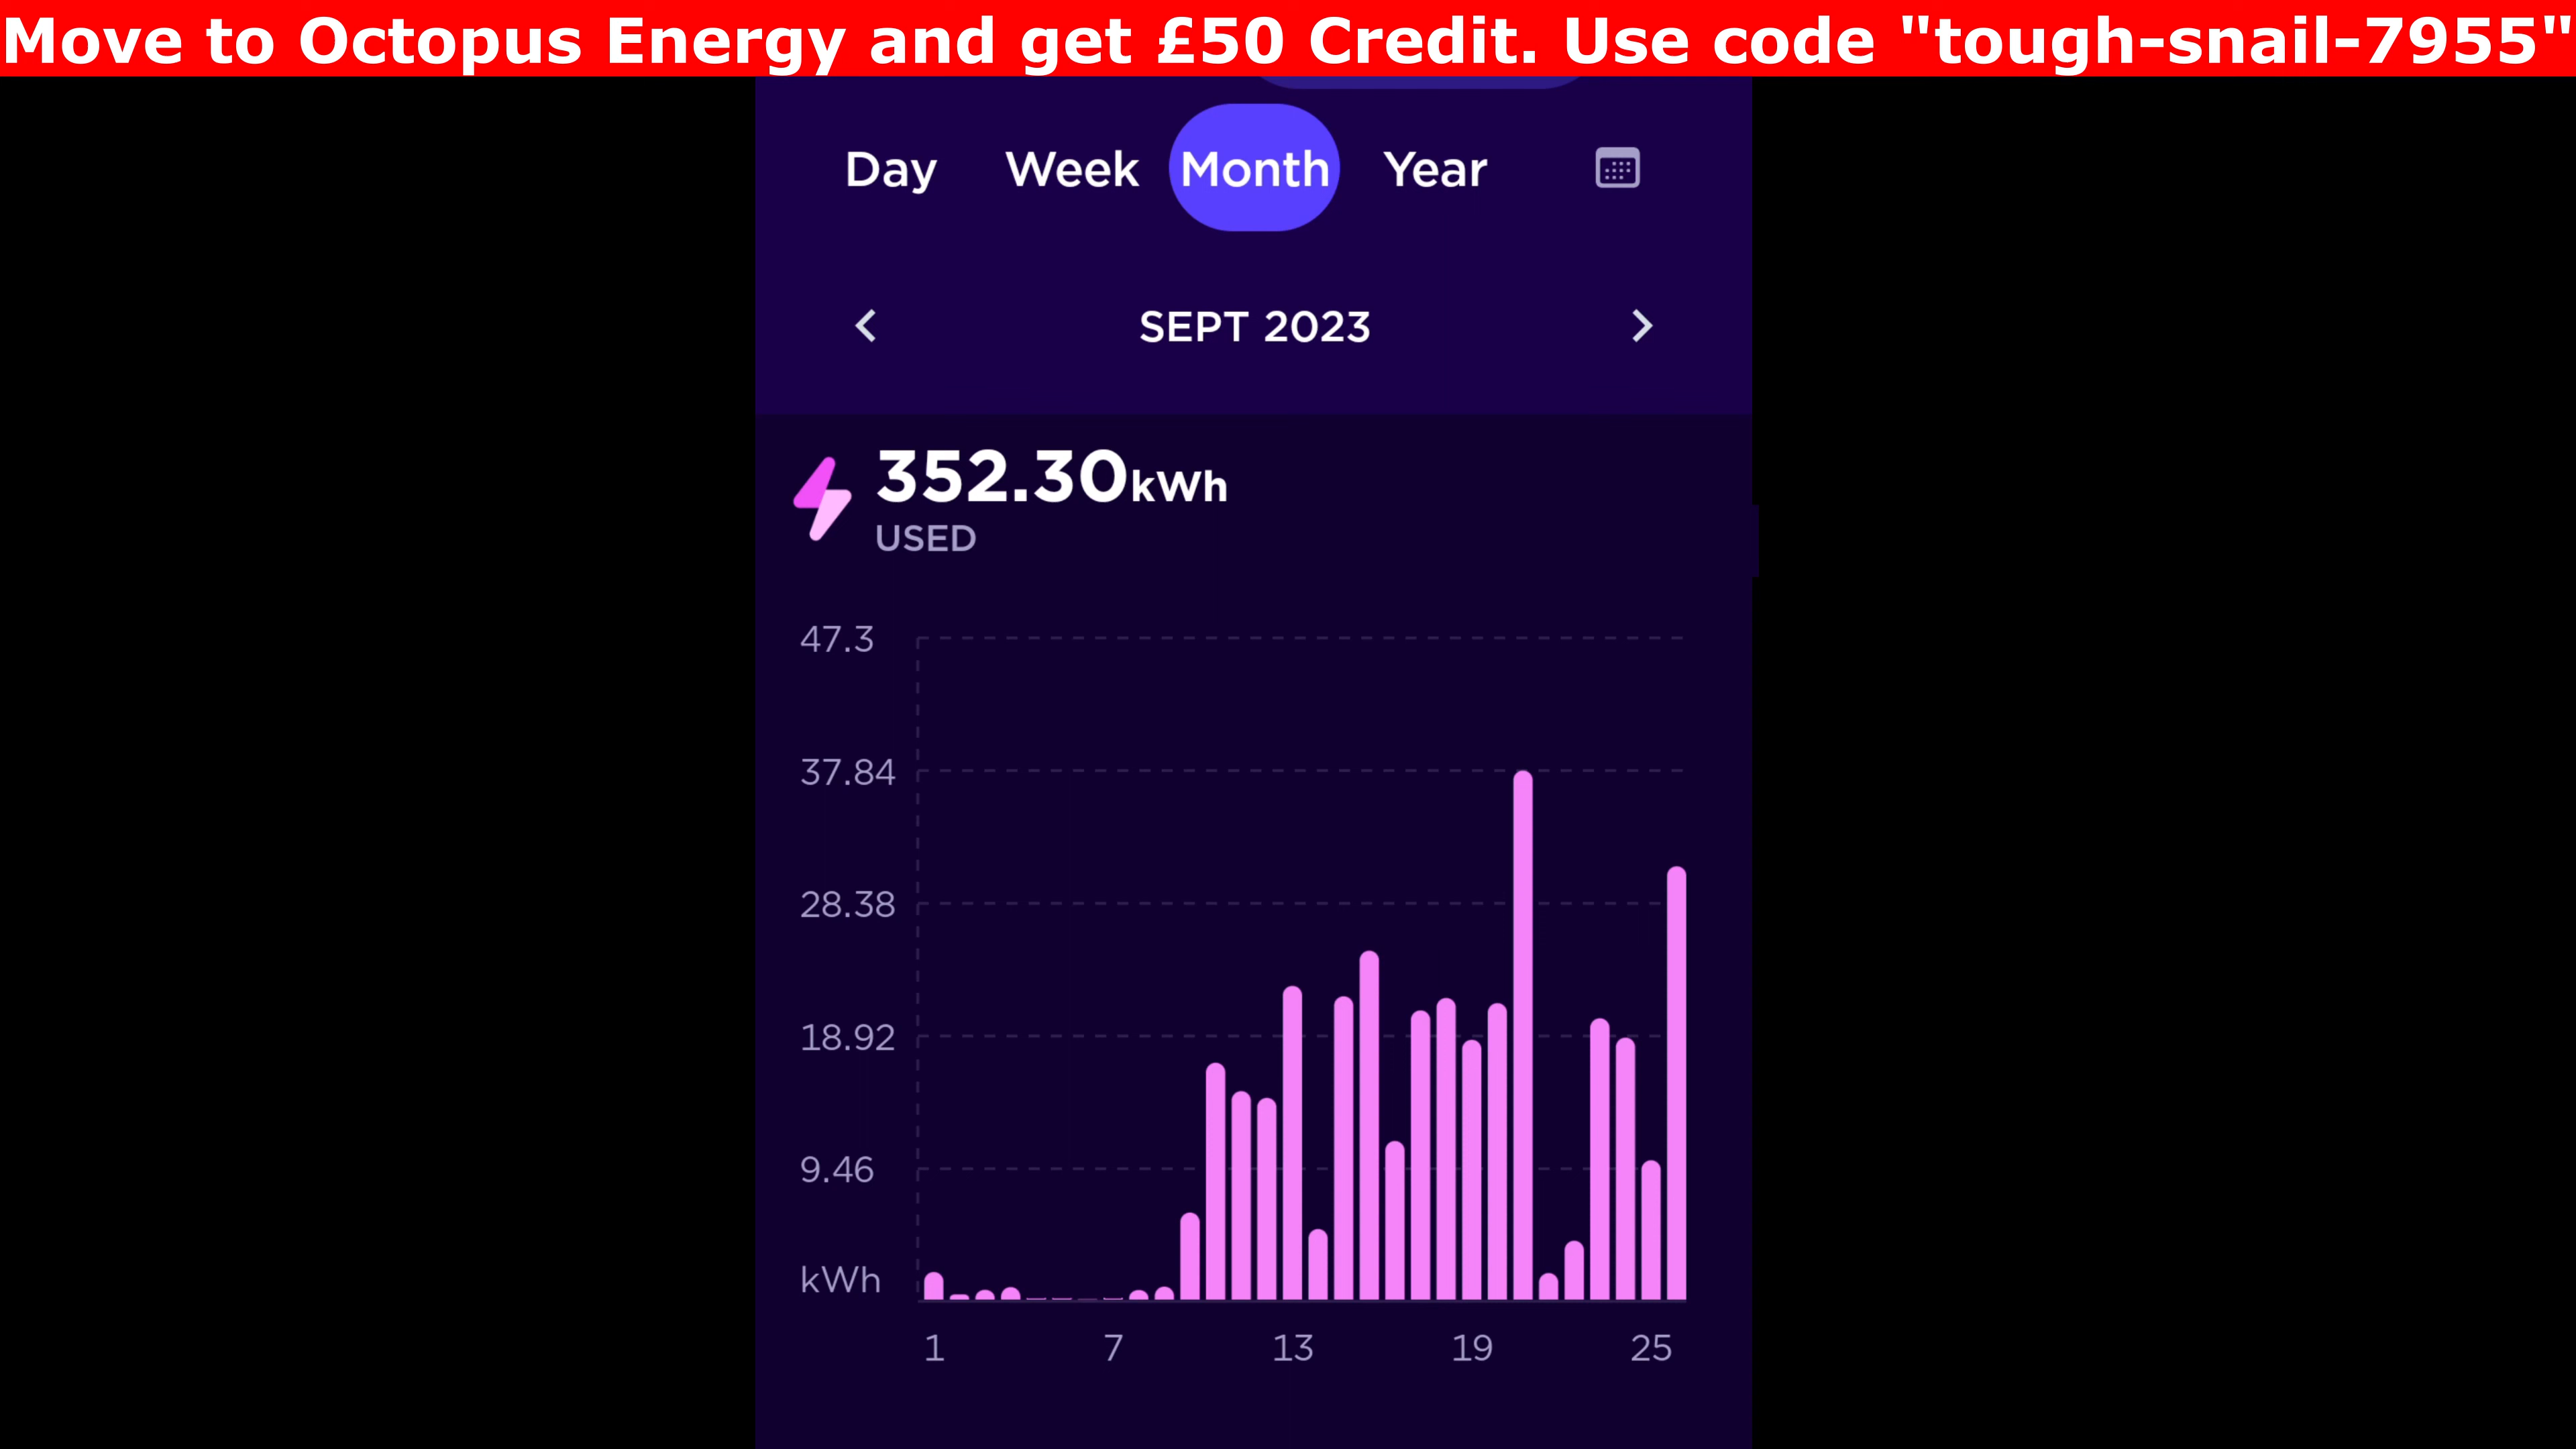 Move to Octopus Energy and get £50 Credit. Use code "tough-snail-7955"
Day Week Month Year
SEPT 2023
352.30kWh
USED
47.3
37.84
28.38
18.92
9.46
kWh
1 7 13 19 25